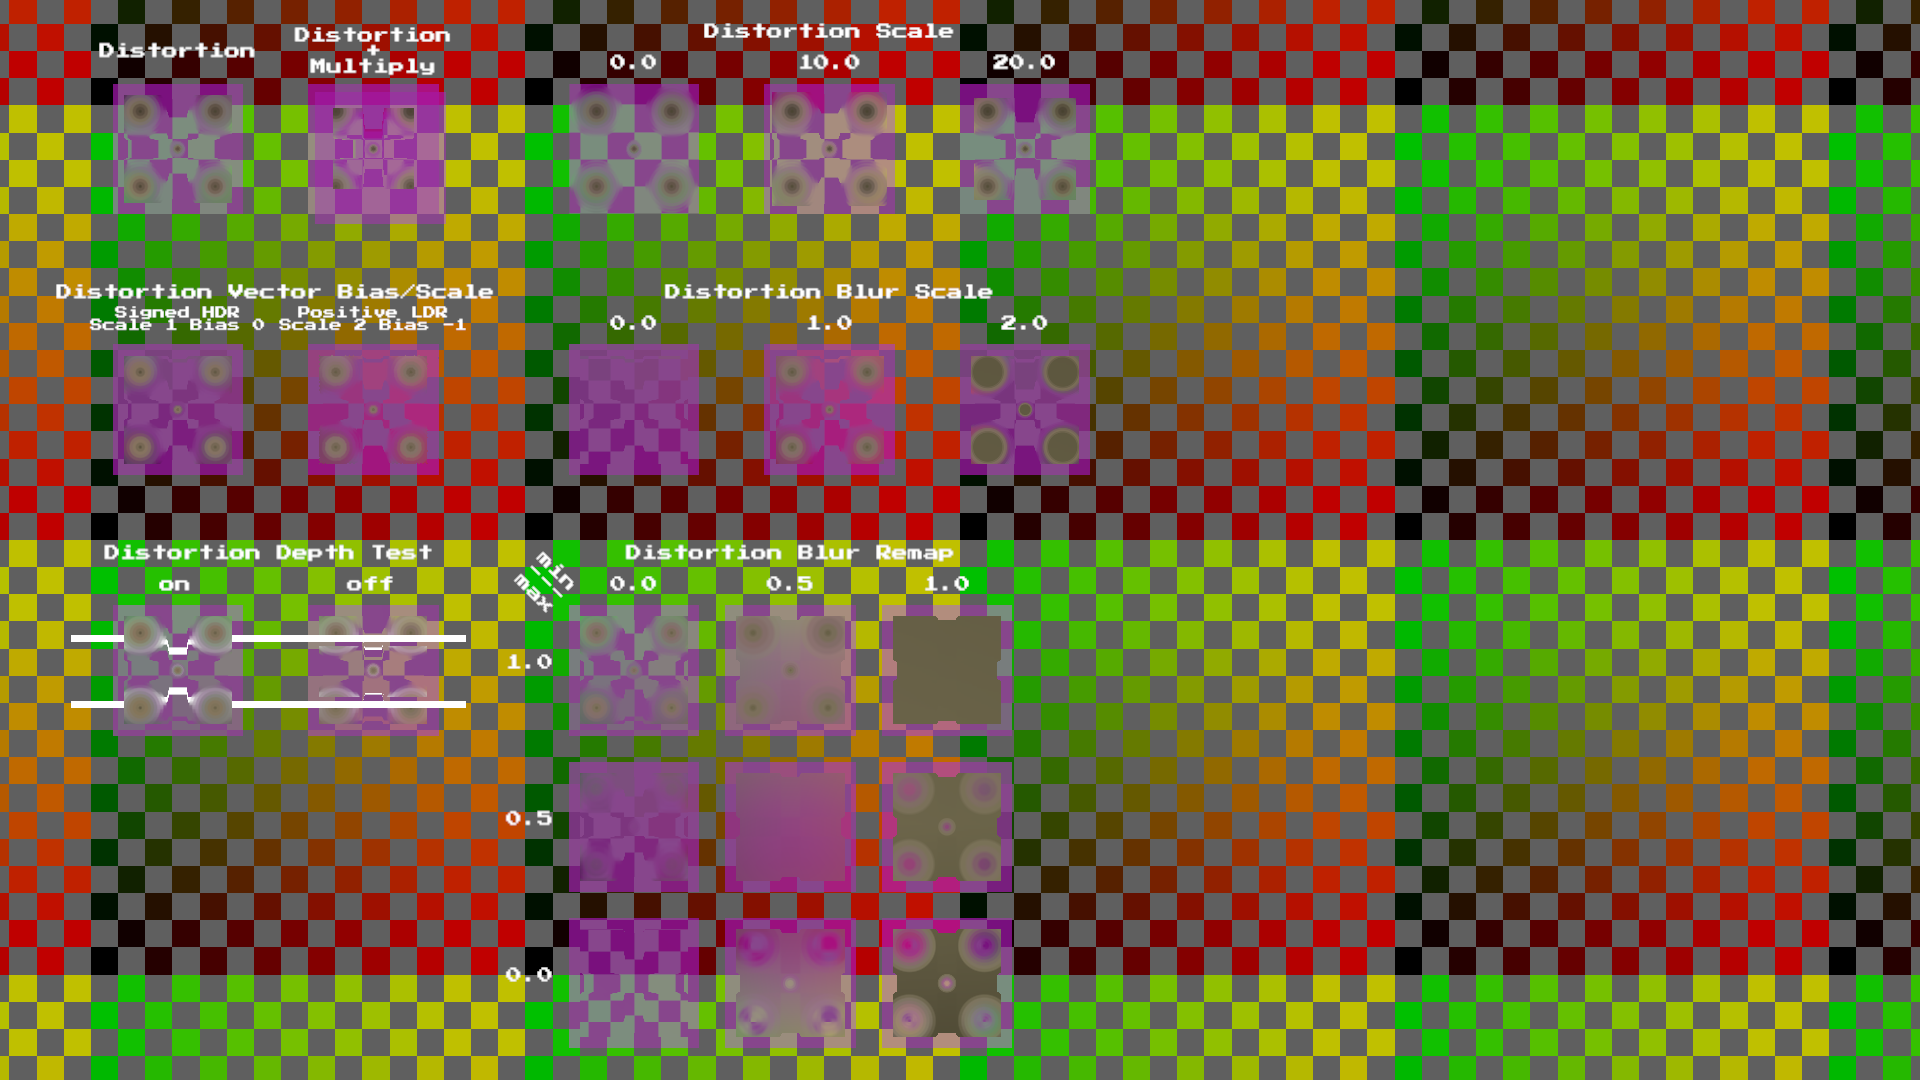 Distortion
Distortion
+
Multiply
Distortion Scale
0.0 10.0 20.0
Distortion Vector Bias/Scale
Signed HDR Positive LDR
Scale 1 Bias 0 Scale 2 Bias -1
Distortion Blur Scale
0.0 1.0 2.0
Distortion Depth Test
on off
Distortion Blur Remap
min
---
max
0.0 0.5 1.0
1.0
0.5
0.0